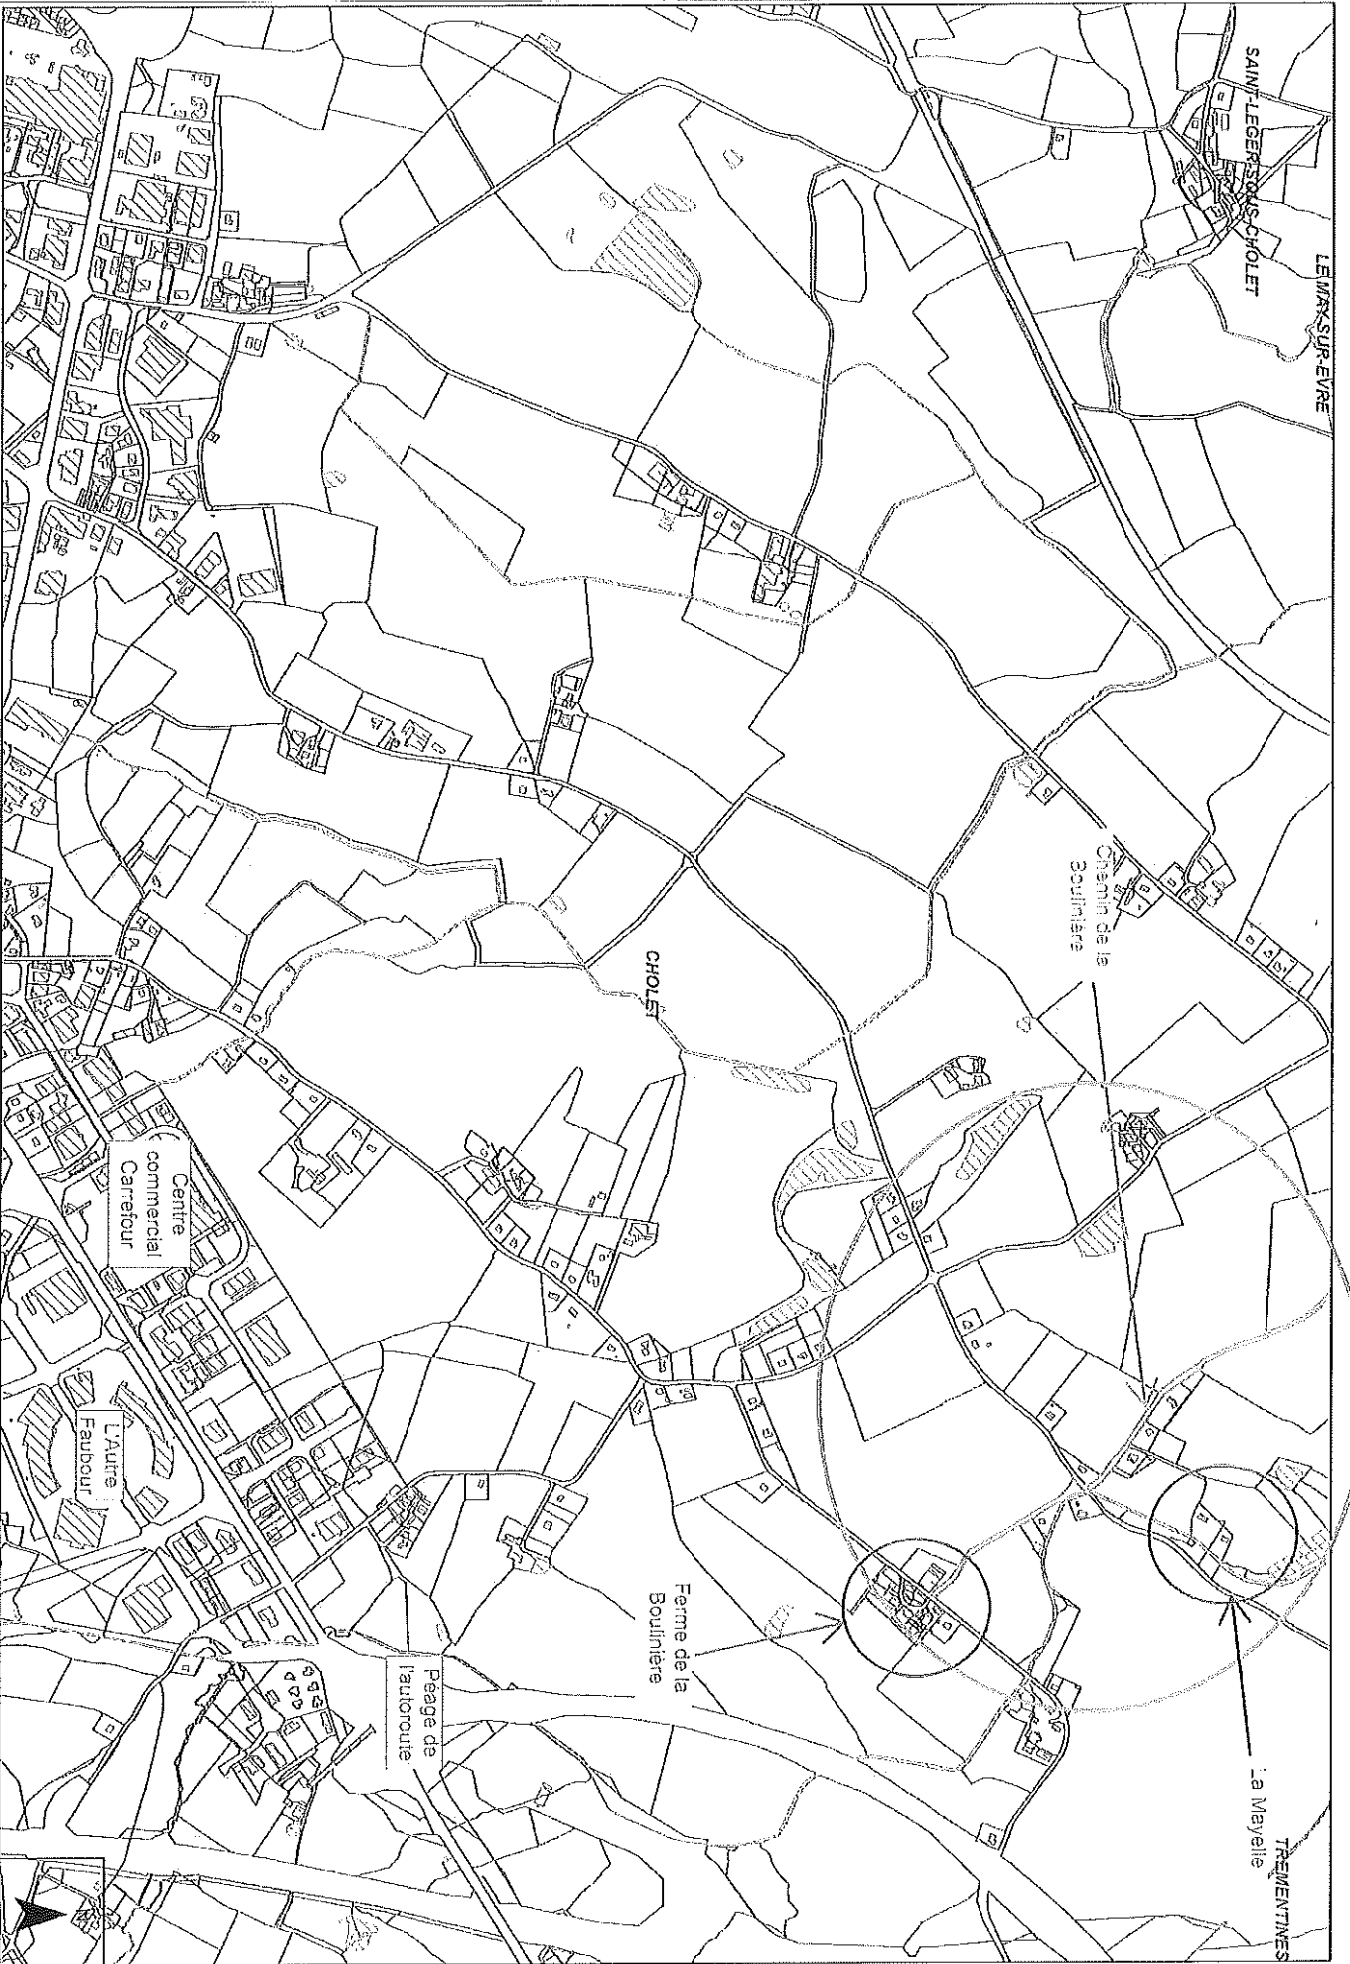 LE MAY-SUR-EVRE
SAINT-LEGER-SOUS-CHOLET
TREMENTINES
La Mayelle
Chemin de la
Boulinière
CHOLET
Ferme de la
Boulinière
Péage de
l'autoroute
Centre
commercial
Carrefour
L'Autre
Faubour